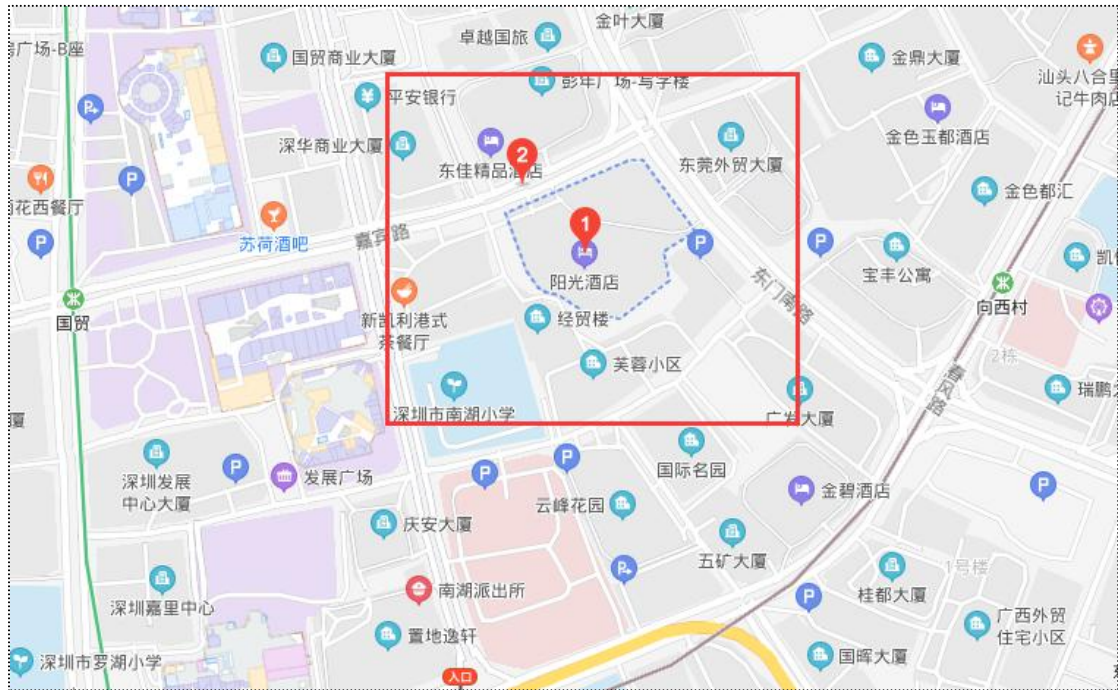 金叶大厦
卓越国旅
广场-B座
国贸商业大厦
金鼎大厦
汕头八合里
记牛肉店
彭年广场-写字楼
平安银行
深华商业大厦
东佳精品酒店
2
东莞外贸大厦
金色玉都酒店
金色都汇
花西餐厅
苏荷酒吧
嘉宾路
1
阳光酒店
宝丰公寓
凯
东门南路
向西村
国贸
新凯利港式
茶餐厅
经贸楼
芙蓉小区
2栋
春风路
瑞鹏
深圳市南湖小学
广发大厦
厦
深圳发展
中心大厦
发展广场
国际名园
云峰花园
金碧酒店
庆安大厦
五矿大厦
1号楼
桂都大厦
深圳嘉里中心
南湖派出所
置地逸轩
广西外贸
住宅小区
国晖大厦
深圳市罗湖小学
入口
P